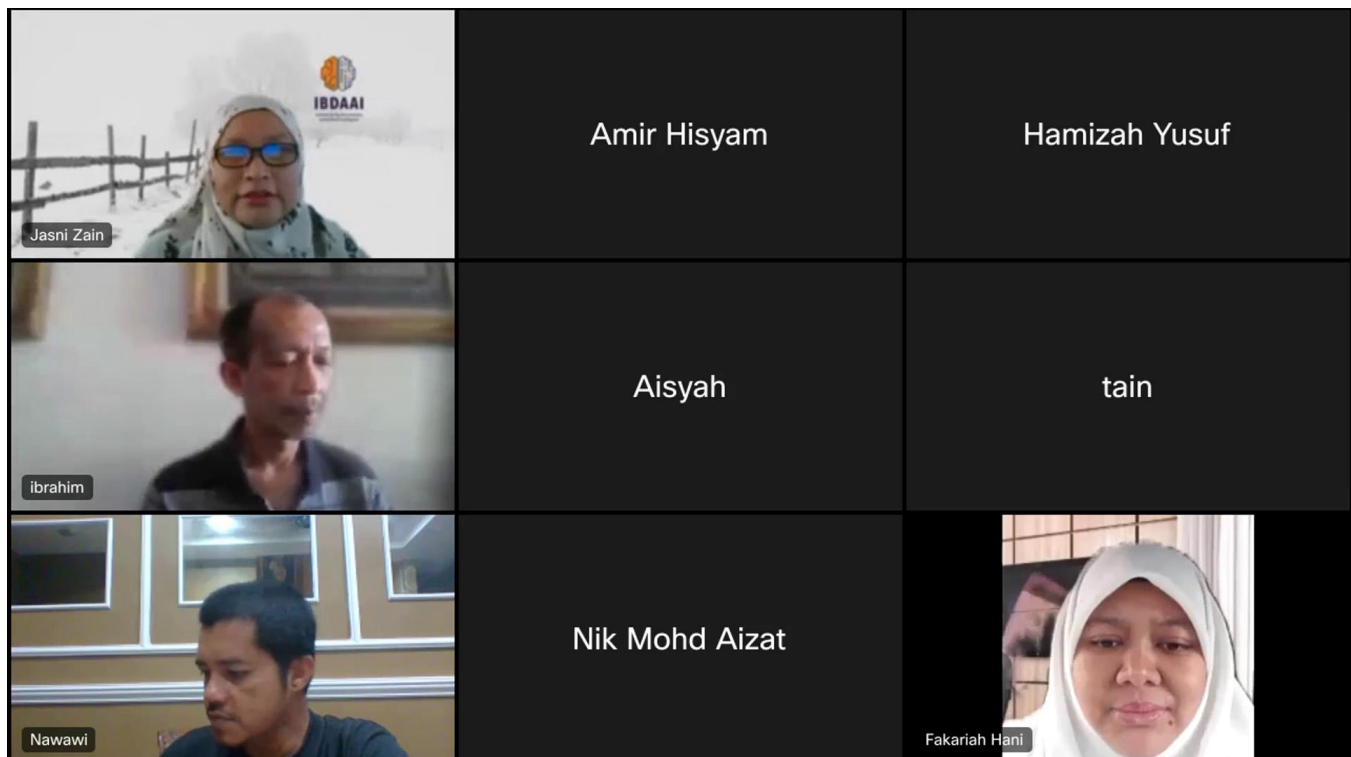 IBDAAI
Jasni Zain
Amir Hisyam
Hamizah Yusuf
ibrahim
Aisyah
tain
Nawawi
Nik Mohd Aizat
Fakariah Hani